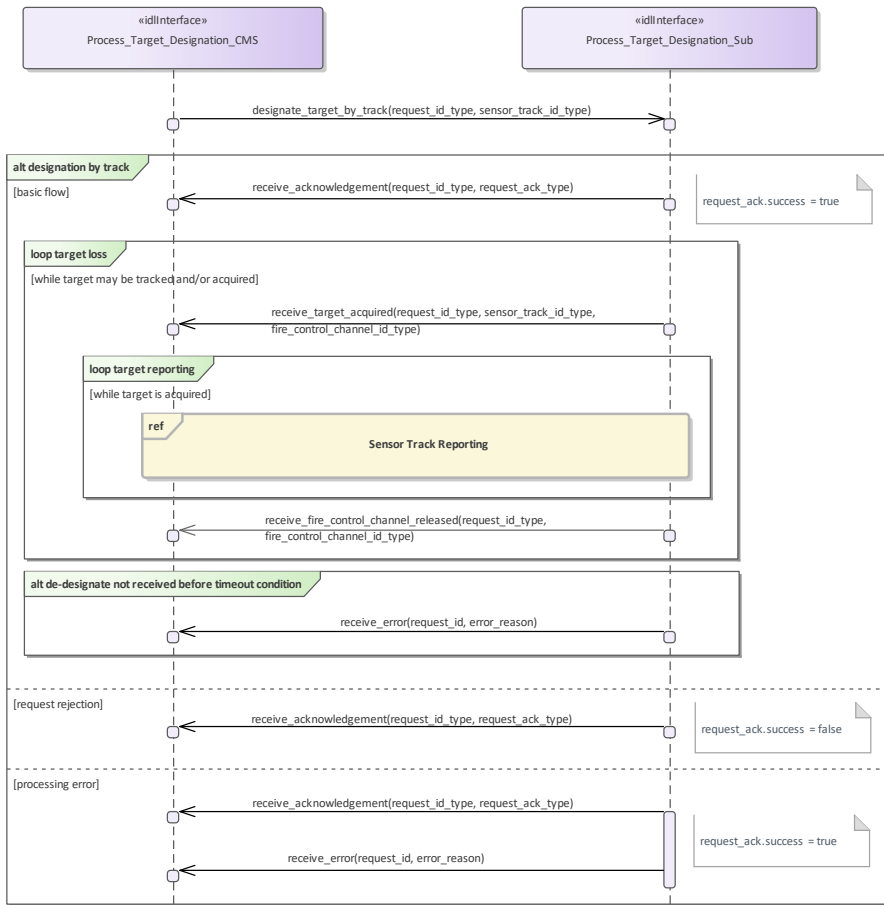 «idlInterface»
Process_Target_Designation_CMS
«idlInterface»
Process_Target_Designation_Sub
designate_target_by_track(request_id_type, sensor_track_id_type)
alt designation by track
[basic flow]
receive_acknowledgement(request_id_type, request_ack_type)
request_ack.success = true
loop target loss
[while target may be tracked and/or acquired]
receive_target_acquired(request_id_type, sensor_track_id_type,
fire_control_channel_id_type)
loop target reporting
[while target is acquired]
ref
Sensor Track Reporting
receive_fire_control_channel_released(request_id_type,
fire_control_channel_id_type)
alt de-designate not received before timeout condition
receive_error(request_id, error_reason)
[request rejection]
receive_acknowledgement(request_id_type, request_ack_type)
request_ack.success = false
[processing error]
receive_acknowledgement(request_id_type, request_ack_type)
request_ack.success = true
receive_error(request_id, error_reason)